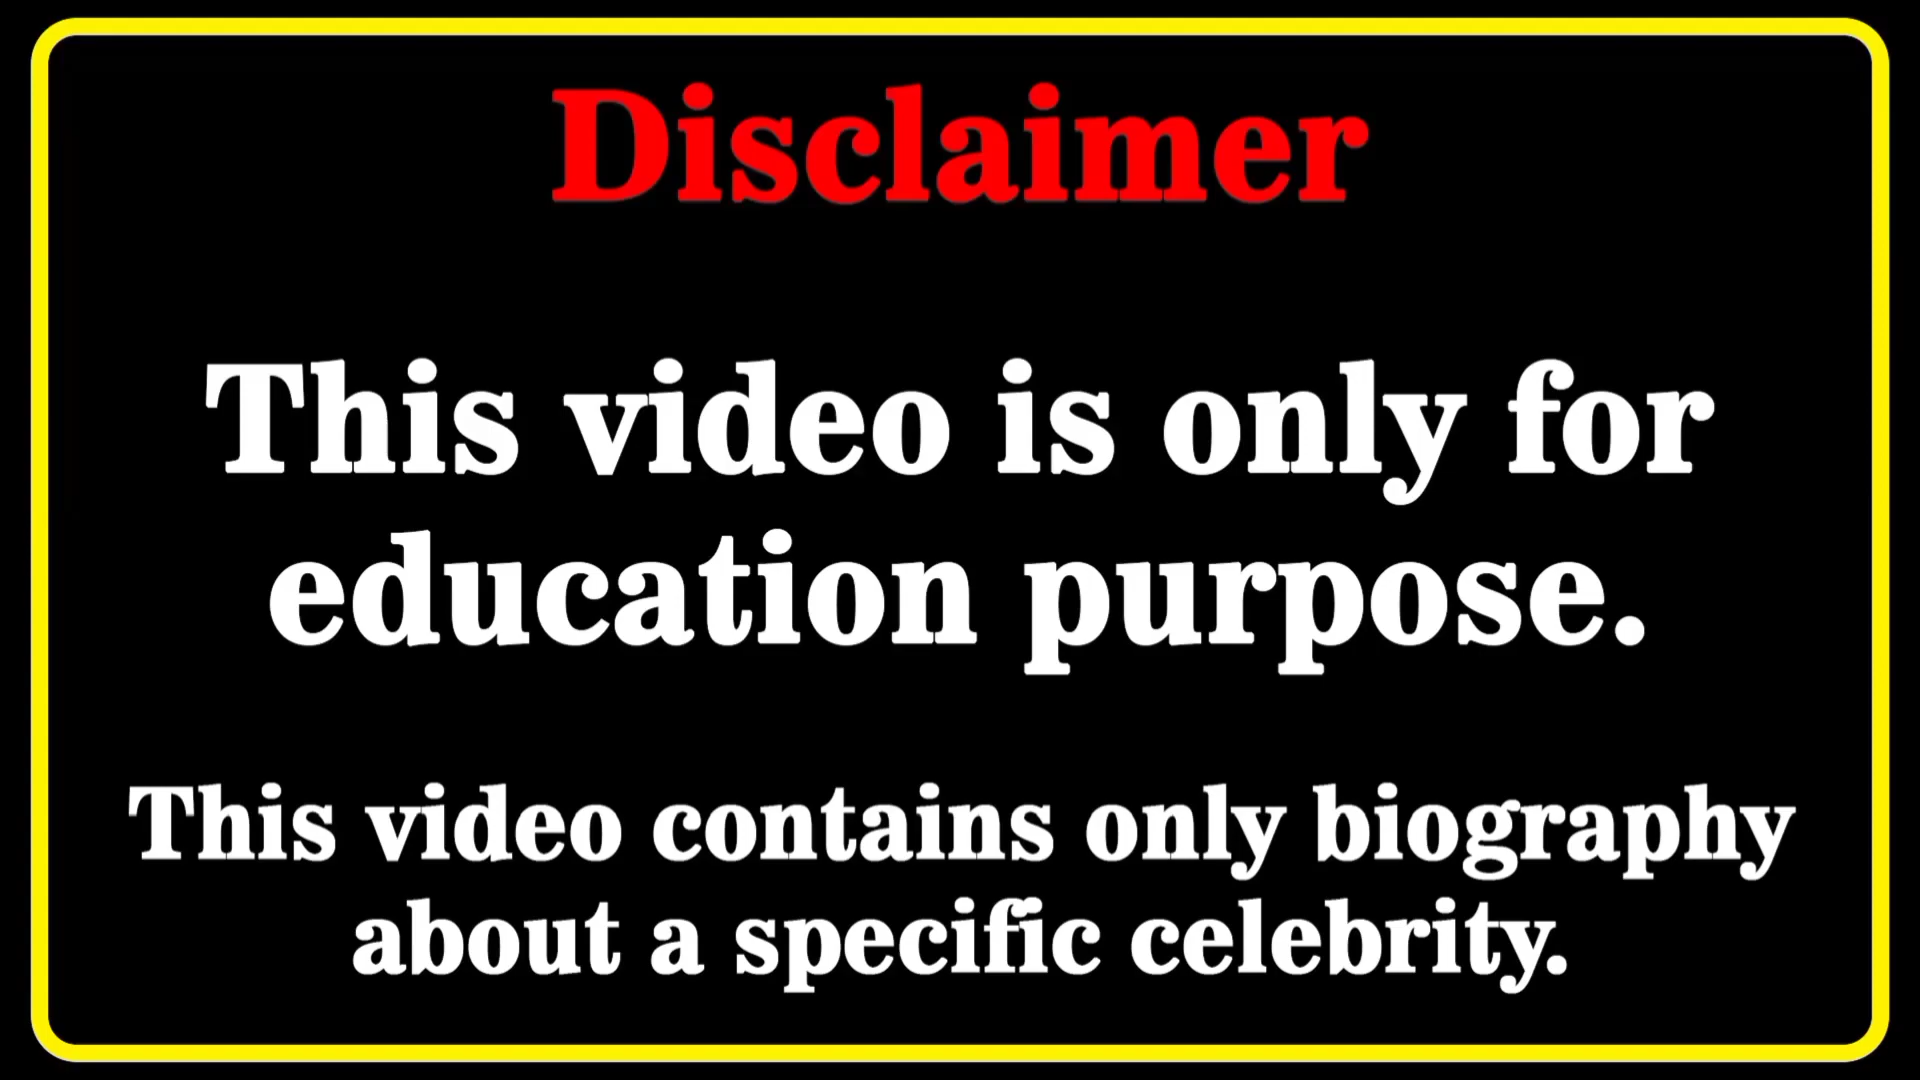 Disclaimer
This video is only for
education purpose.
This video contains only biography
about a specific celebrity.